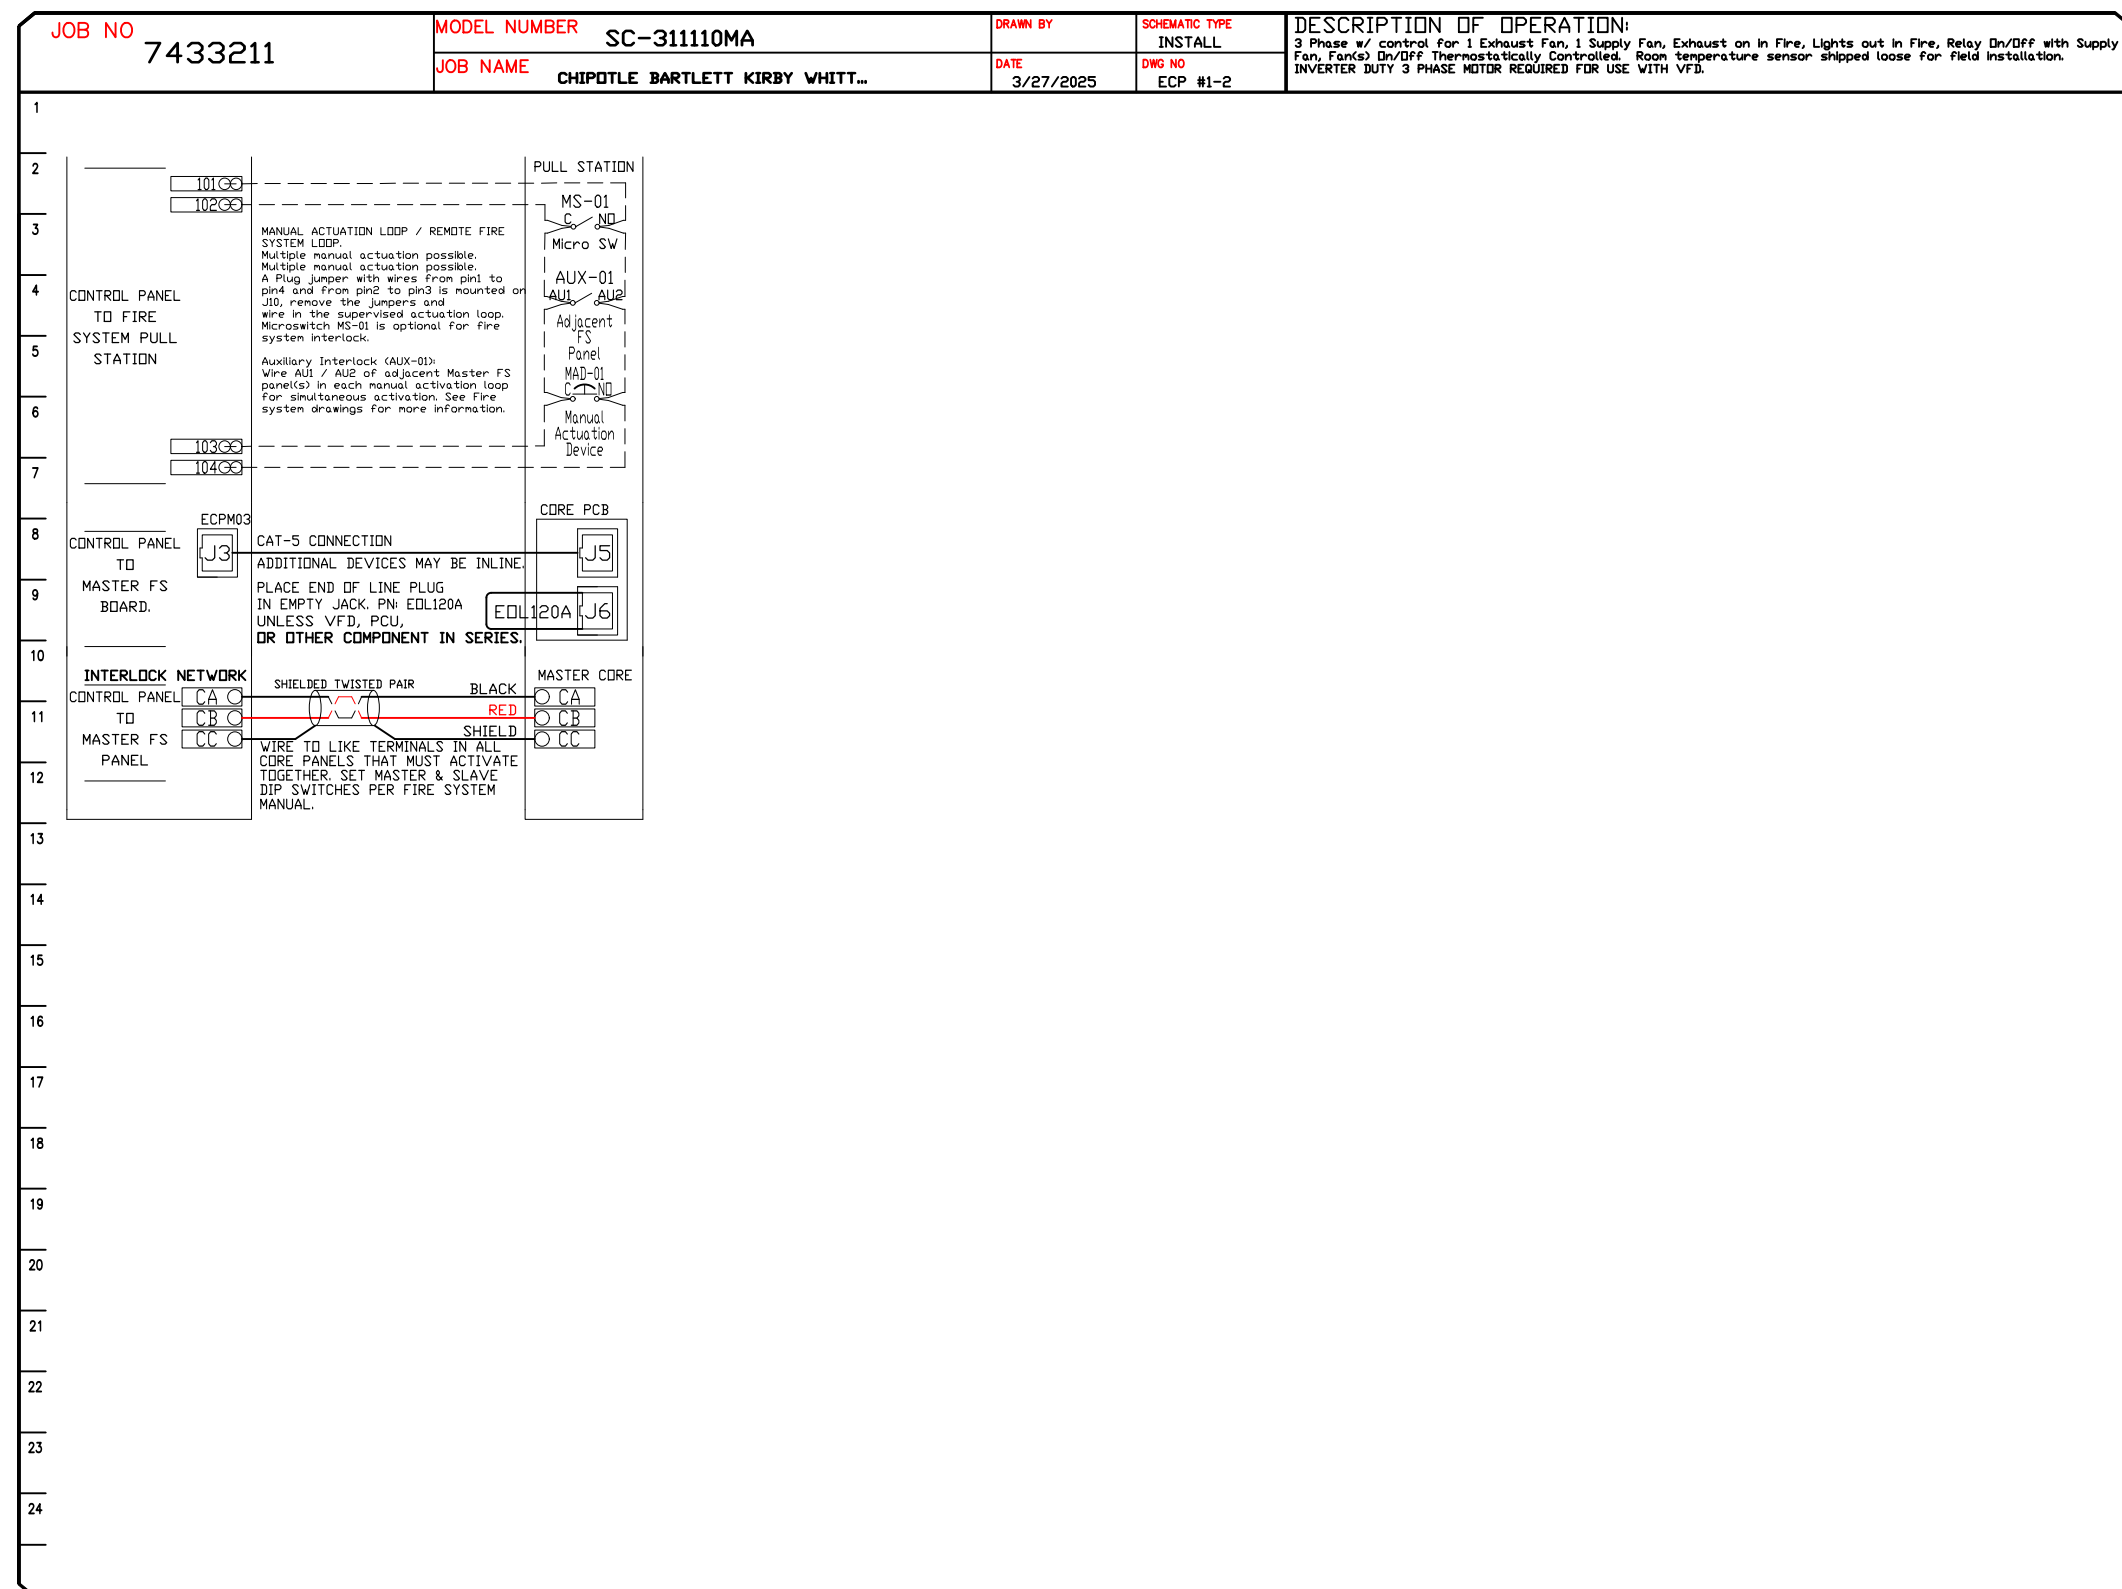 JOB NO
7433211
MODEL NUMBER
SC-311110MA
JOB NAME
CHIPOTLE BARTLETT KIRBY WHITT...
DRAWN BY
DATE
3/27/2025
SCHEMATIC TYPE
INSTALL
DWG NO
ECP #1-2
DESCRIPTION OF OPERATION:
3 Phase w/ control for 1 Exhaust Fan, 1 Supply Fan, Exhaust on in Fire, Lights out in Fire, Relay On/Off with Supply
Fan, Fan(s) On/Off Thermostatically Controlled. Room temperature sensor shipped loose for field installation.
INVERTER DUTY 3 PHASE MOTOR REQUIRED FOR USE WITH VFD.
1
2
3
4
5
6
7
8
9
10
11
12
13
14
15
16
17
18
19
20
21
22
23
24
CONTROL PANEL
TO FIRE
SYSTEM PULL
STATION
101
102
103
104
MANUAL ACTUATION LOOP / REMOTE FIRE
SYSTEM LOOP.
Multiple manual actuation possible.
Multiple manual actuation possible.
A Plug jumper with wires from pin1 to
pin4 and from pin2 to pin3 is mounted on
J10, remove the jumpers and
wire in the supervised actuation loop.
Microswitch MS-01 is optional for fire
system interlock.
Auxiliary Interlock (AUX-01):
Wire AU1 / AU2 of adjacent Master FS
panel(s) in each manual activation loop
for simultaneous activation. See Fire
system drawings for more information.
PULL STATION
MS-01
C NO
Micro SW
AUX-01
AU1 AU2
Adjacent
FS
Panel
MAD-01
C NO
Manual
Actuation
Device
CONTROL PANEL
TO
MASTER FS
BOARD.
ECPM03
J3
CAT-5 CONNECTION
ADDITIONAL DEVICES MAY BE INLINE.
PLACE END OF LINE PLUG
IN EMPTY JACK. PN: EOL120A
UNLESS VFD, PCU,
OR OTHER COMPONENT IN SERIES.
CORE PCB
J5
EOL120A
J6
INTERLOCK NETWORK
CONTROL PANEL
TO
MASTER FS
PANEL
CA
CB
CC
SHIELDED TWISTED PAIR
BLACK
RED
SHIELD
MASTER CORE
CA
CB
CC
WIRE TO LIKE TERMINALS IN ALL
CORE PANELS THAT MUST ACTIVATE
TOGETHER. SET MASTER & SLAVE
DIP SWITCHES PER FIRE SYSTEM
MANUAL.